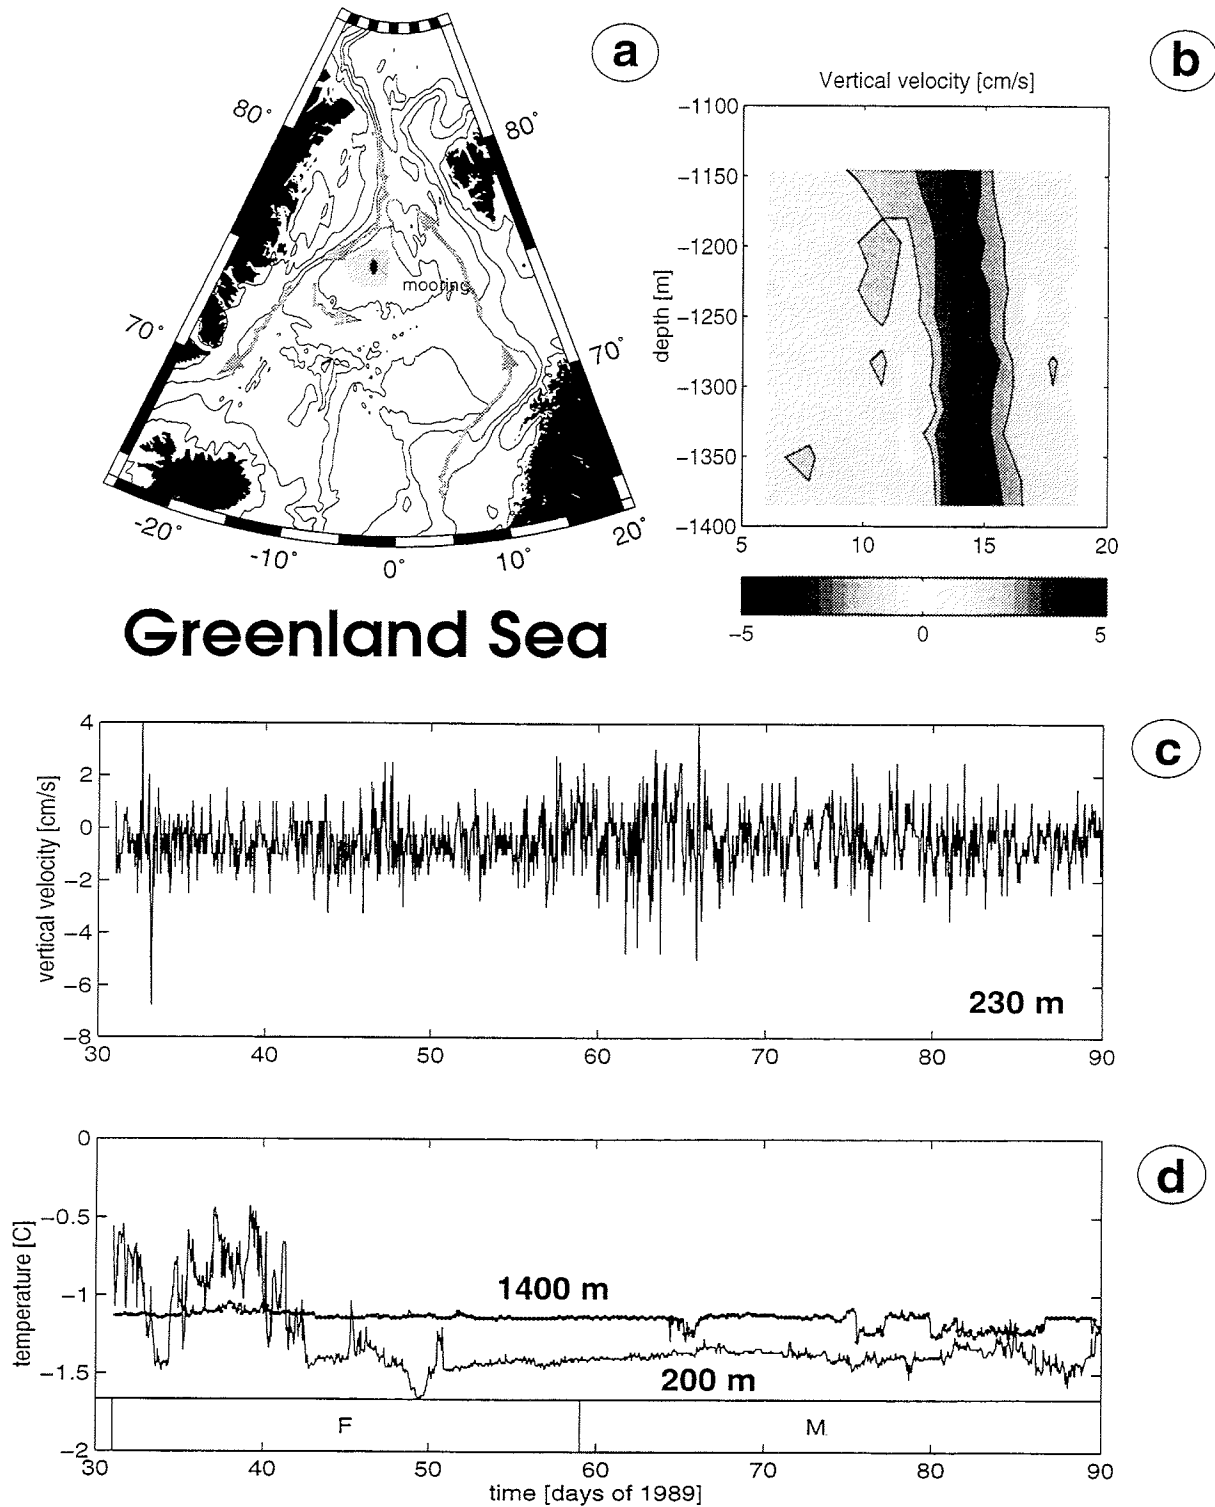 a
80°
80°
mooring
70°
70°
-20°
-10°
0°
10°
20°
Greenland Sea
b
Vertical velocity [cm/s]
-1100
-1150
-1200
-1250
-1300
-1350
-1400
depth [m]
5 10 15 20
-5 0 5
c
4
2
0
-2
-4
-6
-8
vertical velocity [cm/s]
230 m
30 40 50 60 70 80 90
d
0
-0.5
-1
-1.5
-2
temperature [C]
1400 m
200 m
F M
30 40 50 60 70 80 90
time [days of 1989]